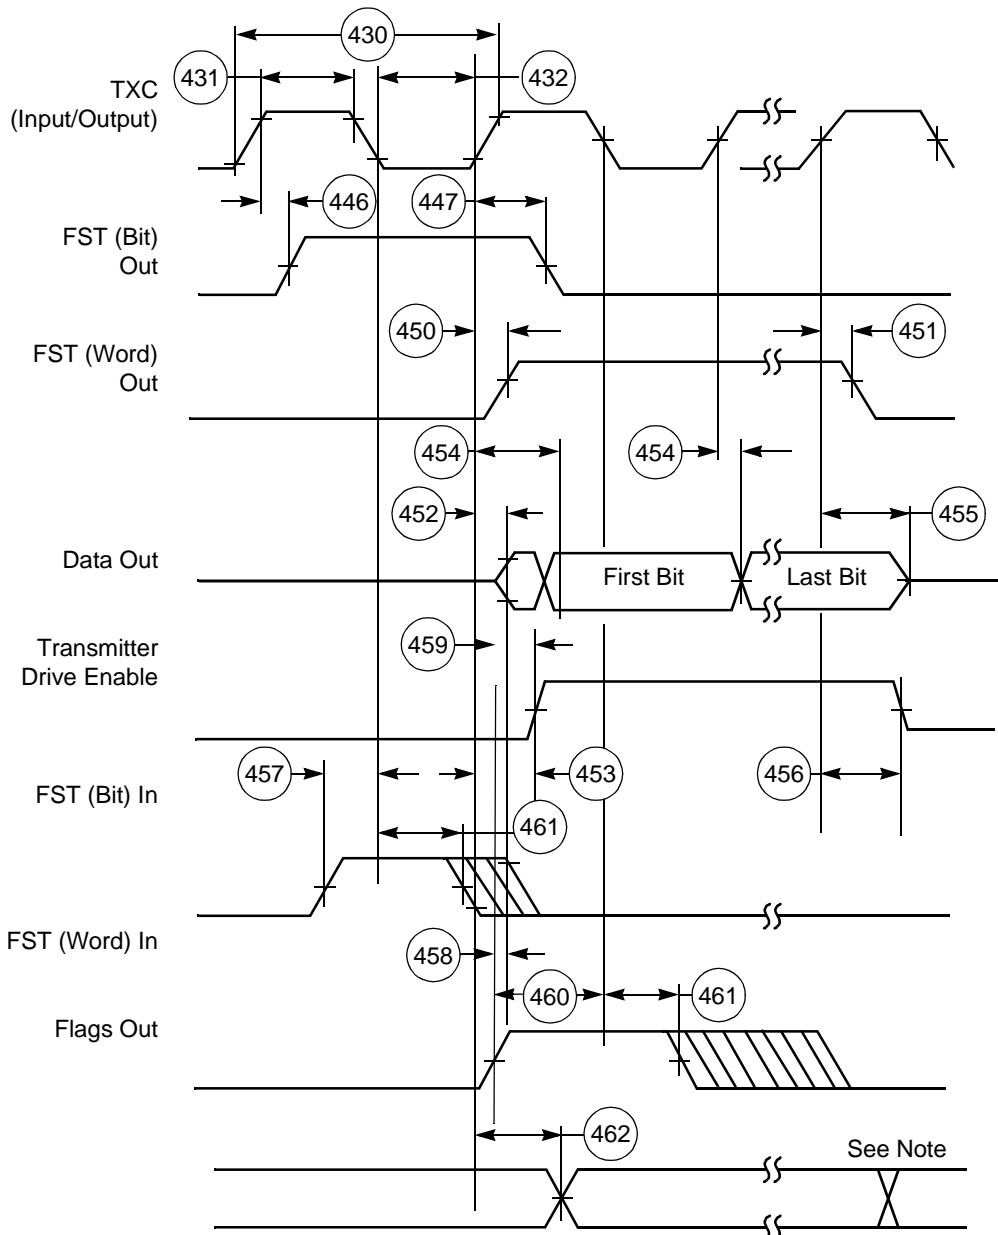 430
431
432
TXC
(Input/Output)
446
447
FST (Bit)
Out
450
451
FST (Word)
Out
454
454
452
455
Data Out
First Bit
Last Bit
459
Transmitter
Drive Enable
457
453
456
FST (Bit) In
461
FST (Word) In
458
460
461
Flags Out
462
See Note